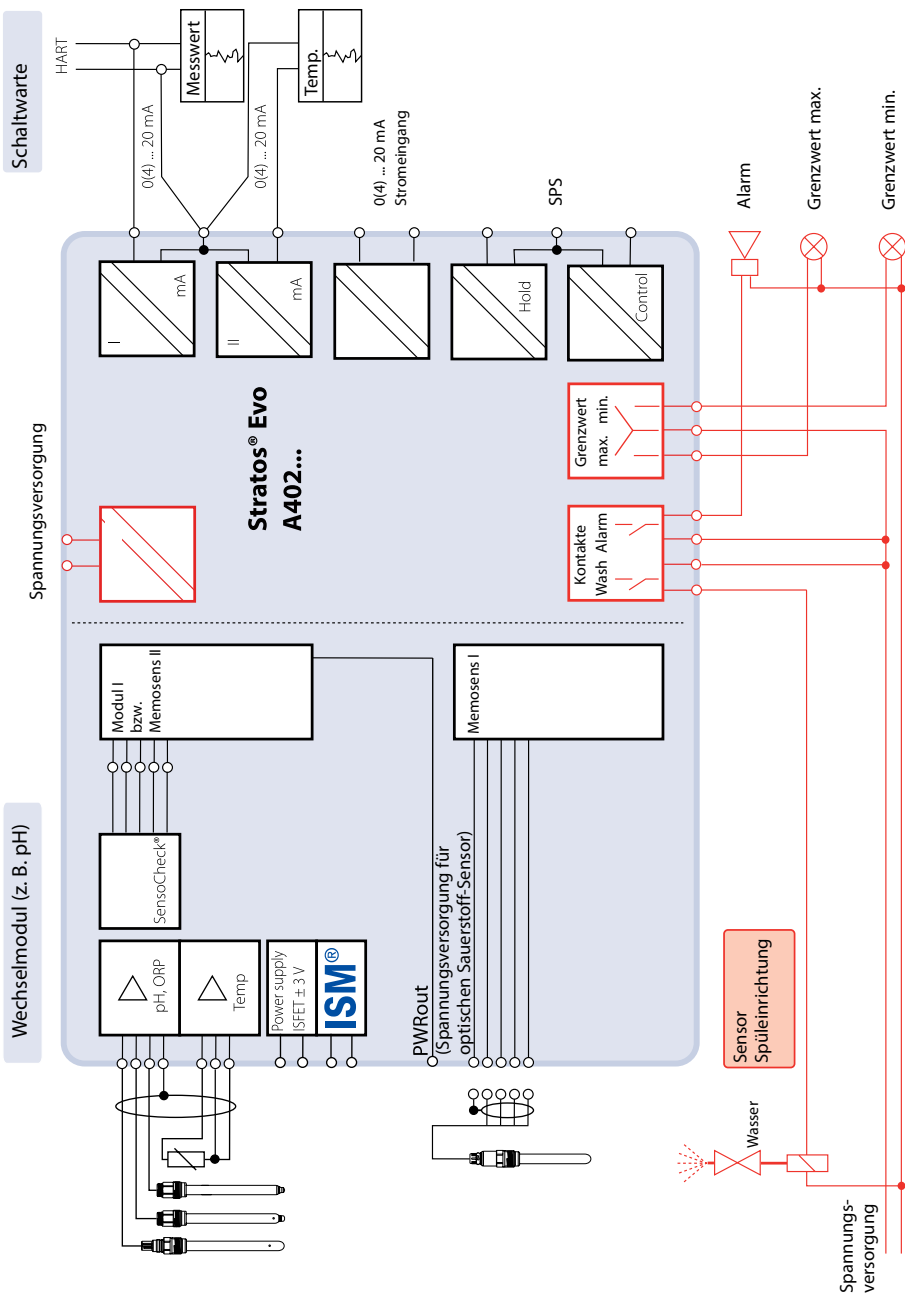 Wechselmodul (z. B. pH)
Schaltwarte
Spannungsversorgung
HART
Messwert
0(4) ... 20 mA
0(4) ... 20 mA
Temp.
0(4) ... 20 mA
Stromeingang
SPS
Alarm
Grenzwert max.
Grenzwert min.
I
mA
II
mA
Hold
Control
Stratos® Evo
A402...
Grenzwert
max. min.
Kontakte
Wash Alarm
Modul I
bzw.
Memosens II
Memosens I
SensoCheck®
pH, ORP
Temp
Power supply
ISFET ± 3 V
ISM®
PWRout
(Spannungsversorgung für
optischen Sauerstoff-Sensor)
Sensor
Spüleinrichtung
Wasser
Spannungs-
versorgung